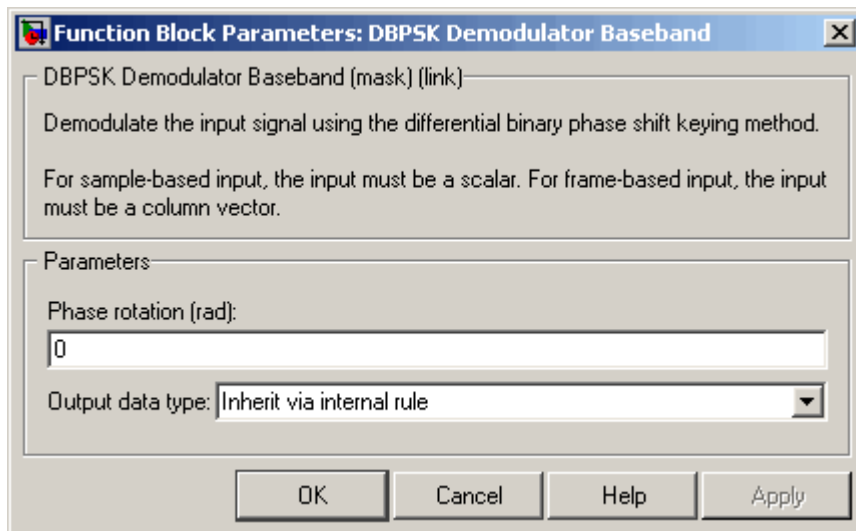 Function Block Parameters: DBPSK Demodulator Baseband
DBPSK Demodulator Baseband (mask) (link)
Demodulate the input signal using the differential binary phase shift keying method.
For sample-based input, the input must be a scalar. For frame-based input, the input
must be a column vector.
Parameters
Phase rotation (rad):
0
Output data type: Inherit via internal rule
OK Cancel Help Apply